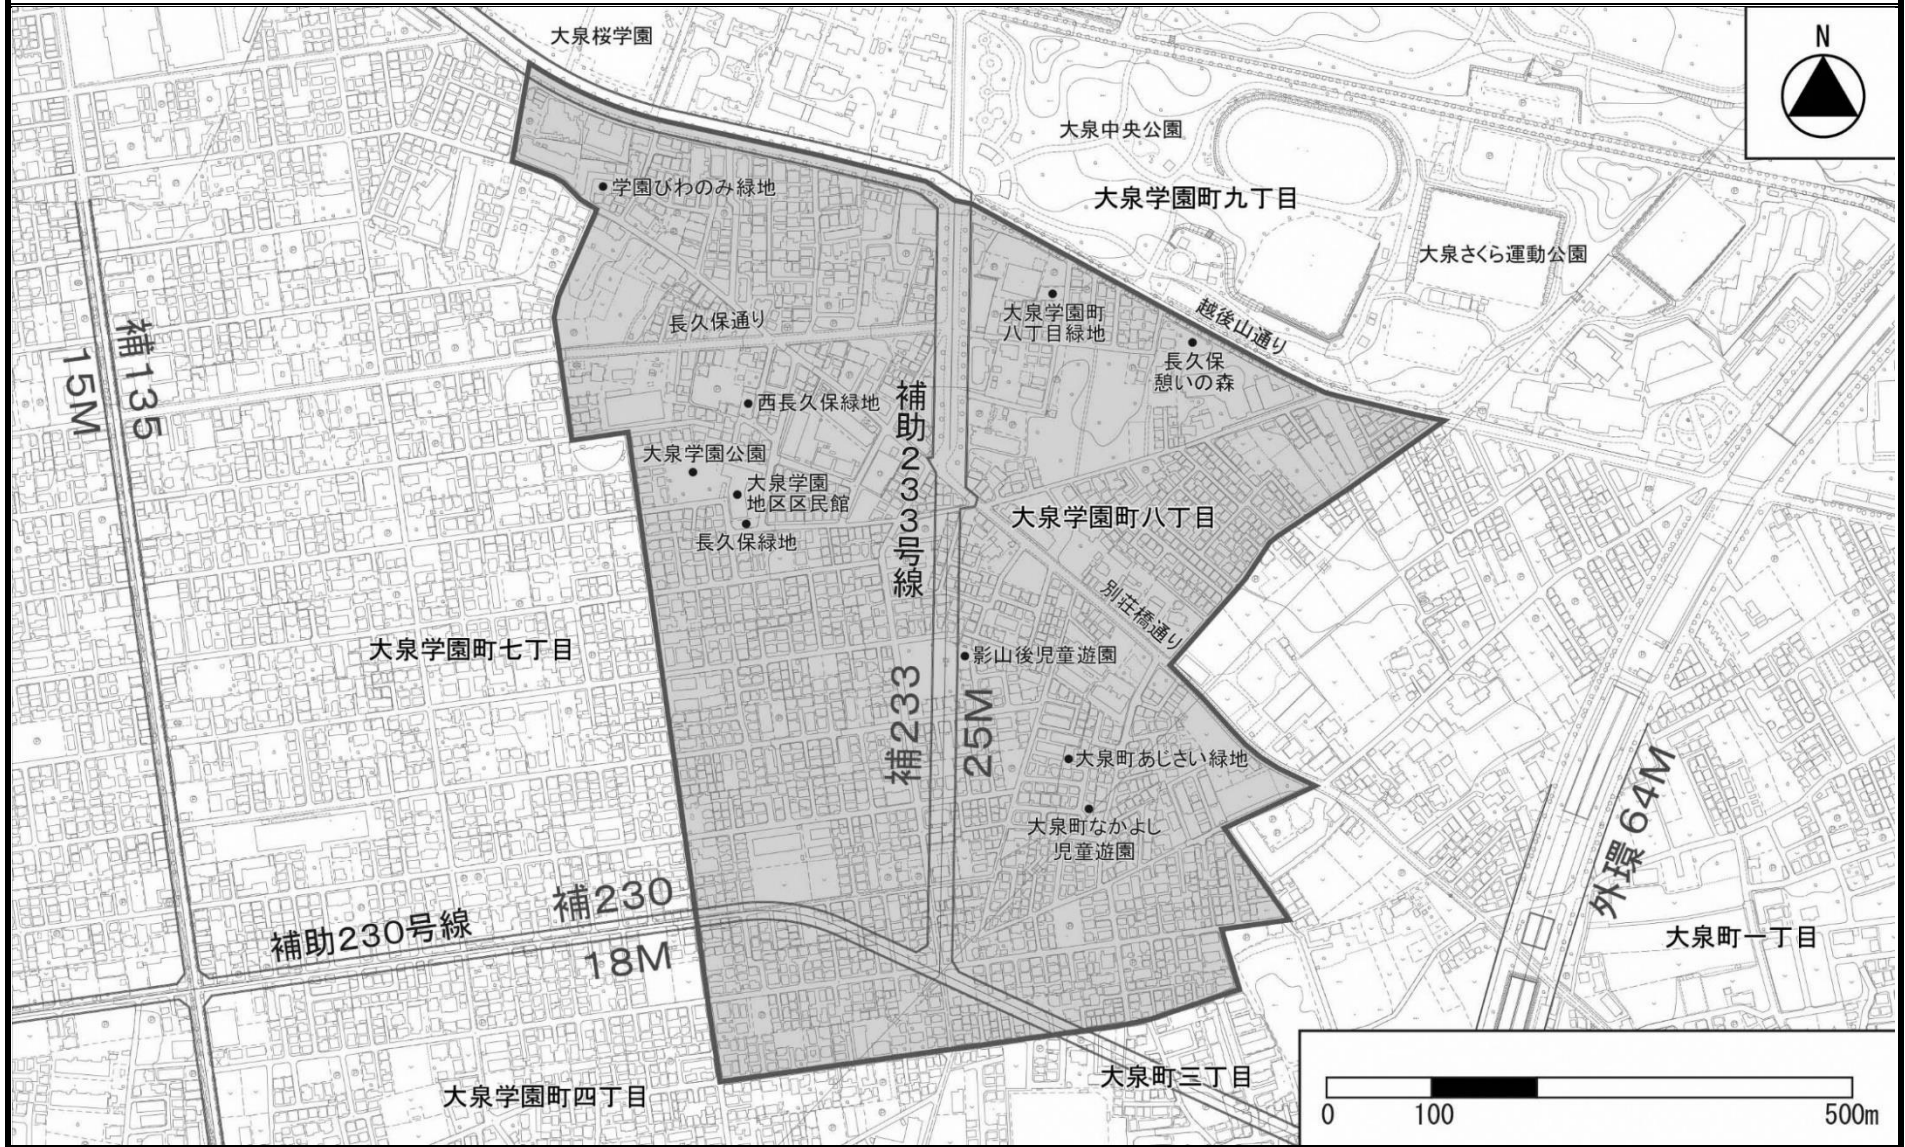 大泉桜学園
N
大泉中央公園
学園びわのみ緑地
大泉学園町九丁目
大泉さくら運動公園
大泉学園町
八丁目緑地
越後山通り
長久保通り
補135
15M
長久保
憩いの森
西長久保緑地
補助233号線
大泉学園公園
大泉学園
地区区民館
長久保緑地
大泉学園町八丁目
別荘橋通り
大泉学園町七丁目
影山後児童遊園
補233
25M
大泉町あじさい緑地
大泉町なかよし
児童遊園
外環64M
補230
補助230号線
18M
大泉町一丁目
大泉町三丁目
大泉学園町四丁目
0 100 500m